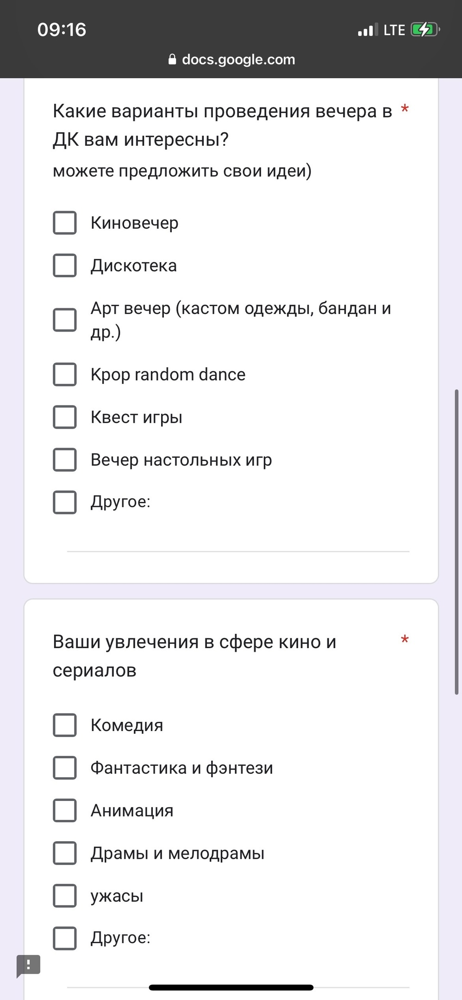 09:16
LTE
docs.google.com
Какие варианты проведения вечера в *
ДК вам интересны?
можете предложить свои идеи)
Киновечер
Дискотека
Арт вечер (кастом одежды, бандан и
др.)
Kpop random dance
Квест игры
Вечер настольных игр
Другое:
Ваши увлечения в сфере кино и *
сериалов
Комедия
Фантастика и фэнтези
Анимация
Драмы и мелодрамы
ужасы
Другое: